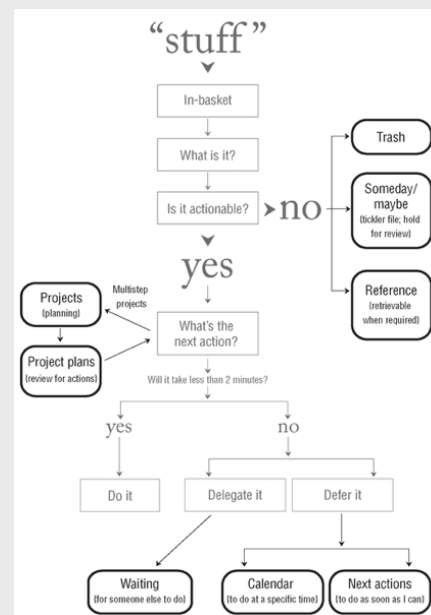 “stuff”
In-basket
What is it?
Is it actionable?
no
Trash
Someday/
maybe
(tickler file; hold
for review)
Reference
(retrievable
when required)
yes
Multistep
projects
Projects
(planning)
Project plans
(review for actions)
What's the
next action?
Will it take less than 2 minutes?
yes
no
Do it
Delegate it
Defer it
Waiting
(for someone else to do)
Calendar
(to do at a specific time)
Next actions
(to do as soon as I can)